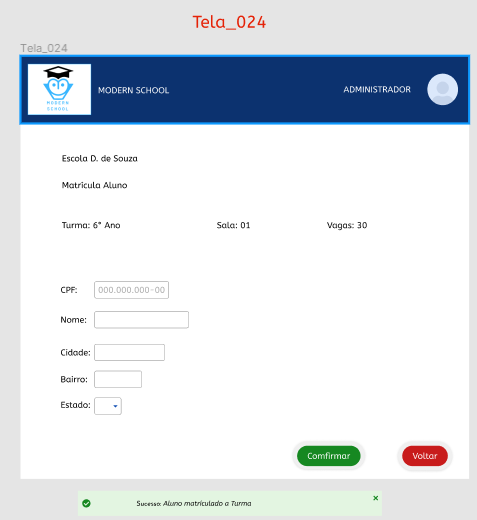 Tela_024
Tela_024
MODERN
SCHOOL
MODERN SCHOOL
ADMINISTRADOR
Escola D. de Souza
Matrícula Aluno
Turma: 6° Ano Sala: 01 Vagas: 30
CPF: 000.000.000-00
Nome:
Cidade:
Bairro:
Estado:
Comfirmar Voltar
Sucesso: Aluno matriculado a Turma